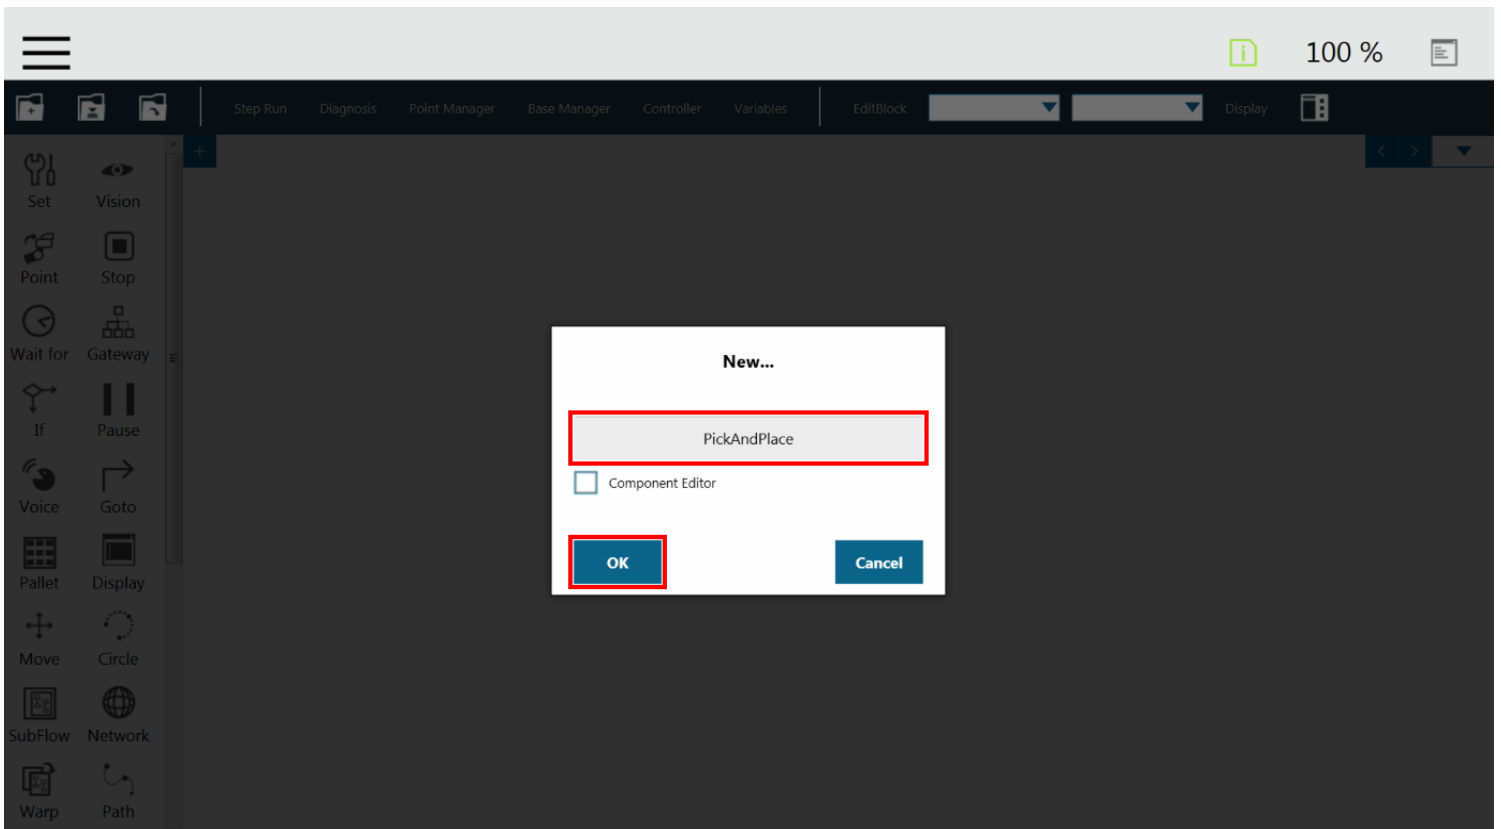 100 %
Step Run Diagnosis Point Manager Base Manager Controller Variables EditBlock Display
+
< >
Set Vision
Point Stop
Wait for Gateway
If Pause
Voice Goto
Pallet Display
Move Circle
SubFlow Network
Warp Path
New...
PickAndPlace
Component Editor
OK Cancel